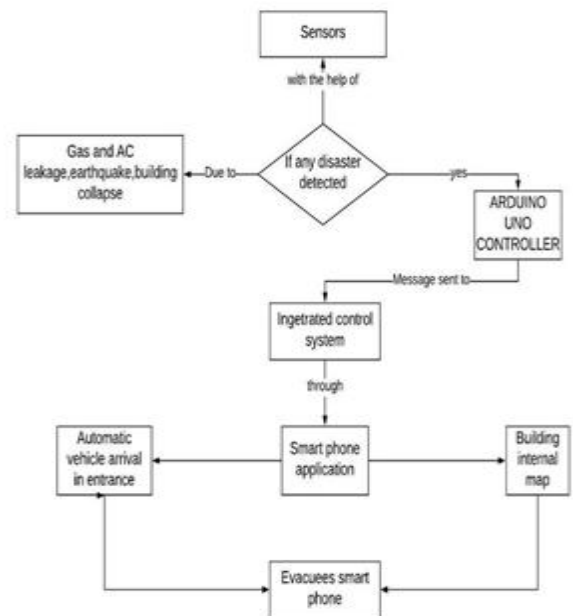 Sensors
with the help of
Gas and AC
leakage,earthquake,building
collapse
Due to
If any disaster
detected
yes
ARDUINO
UNO
CONTROLLER
Message sent to
Ingetrated control
system
through
Automatic
vehicle arrival
in entrance
Smart phone
application
Building
internal
map
Evacuees smart
phone